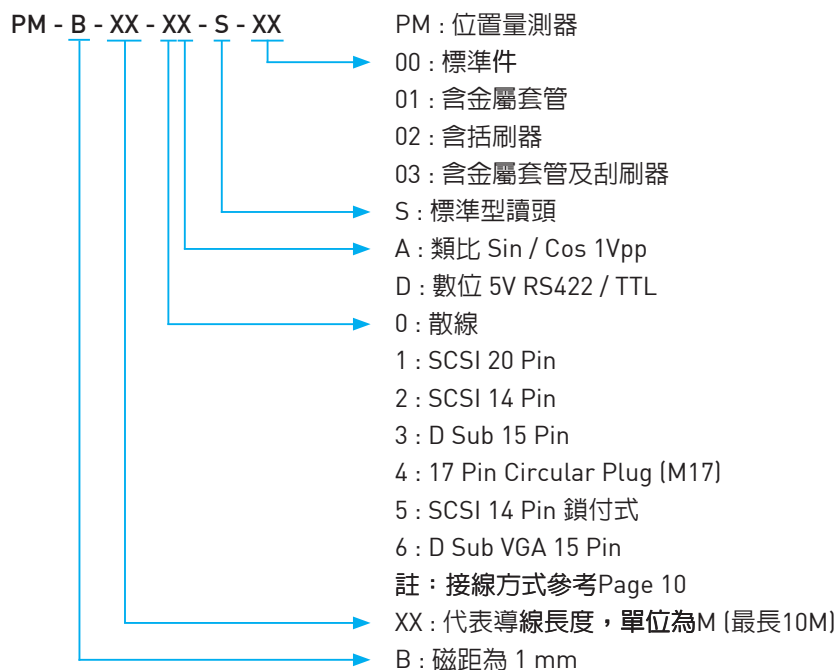 PM - B - XX - XX - S - XX
PM : 位置量測器
00 : 標準件
01 : 含金屬套管
02 : 含括刷器
03 : 含金屬套管及刮刷器
S : 標準型讀頭
A : 類比 Sin / Cos 1Vpp
D : 數位 5V RS422 / TTL
0 : 散線
1 : SCSI 20 Pin
2 : SCSI 14 Pin
3 : D Sub 15 Pin
4 : 17 Pin Circular Plug (M17)
5 : SCSI 14 Pin 鎖付式
6 : D Sub VGA 15 Pin
註：接線方式參考Page 10
XX : 代表導線長度，單位為M (最長10M)
B : 磁距為 1 mm